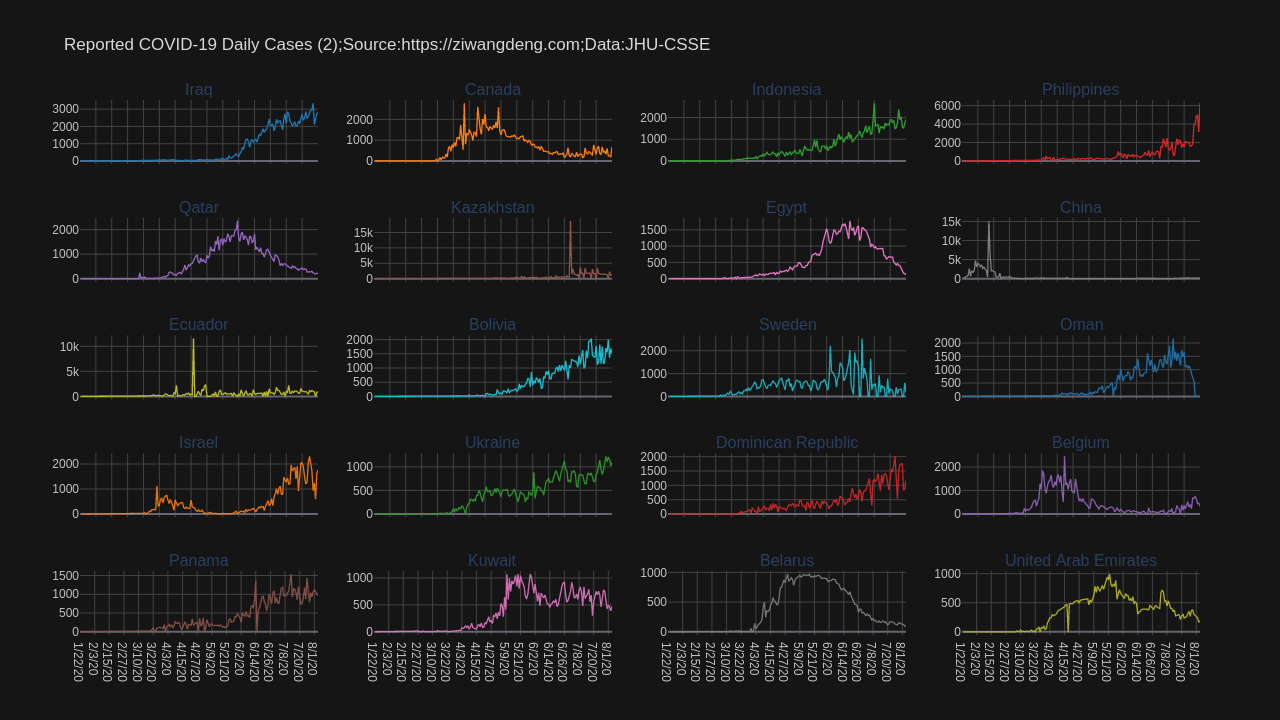 Reported COVID-19 Daily Cases (2);Source:https://ziwangdeng.com;Data:JHU-CSSE
Iraq Canada Indonesia Philippines
3000 2000 1000 0
2000 1000 0
2000 1000 0
6000 4000 2000 0
Qatar Kazakhstan Egypt China
2000 1000 0
15k 10k 5k 0
1500 1000 500 0
15k 10k 5k 0
Ecuador Bolivia Sweden Oman
10k 5k 0
2000 1500 1000 500 0
2000 1000 0
2000 1500 1000 500 0
Israel Ukraine Dominican Republic Belgium
2000 1000 0
1000 500 0
2000 1500 1000 500 0
2000 1000 0
Panama Kuwait Belarus United Arab Emirates
1500 1000 500 0
1000 500 0
1000 500 0
1000 500 0
1/22/20 2/3/20 2/15/20 2/27/20 3/10/20 3/22/20 4/3/20 4/15/20 4/27/20 5/9/20 5/21/20 6/2/20 6/14/20 6/26/20 7/8/20 7/20/20 8/1/20
1/22/20 2/3/20 2/15/20 2/27/20 3/10/20 3/22/20 4/3/20 4/15/20 4/27/20 5/9/20 5/21/20 6/2/20 6/14/20 6/26/20 7/8/20 7/20/20 8/1/20
1/22/20 2/3/20 2/15/20 2/27/20 3/10/20 3/22/20 4/3/20 4/15/20 4/27/20 5/9/20 5/21/20 6/2/20 6/14/20 6/26/20 7/8/20 7/20/20 8/1/20
1/22/20 2/3/20 2/15/20 2/27/20 3/10/20 3/22/20 4/3/20 4/15/20 4/27/20 5/9/20 5/21/20 6/2/20 6/14/20 6/26/20 7/8/20 7/20/20 8/1/20